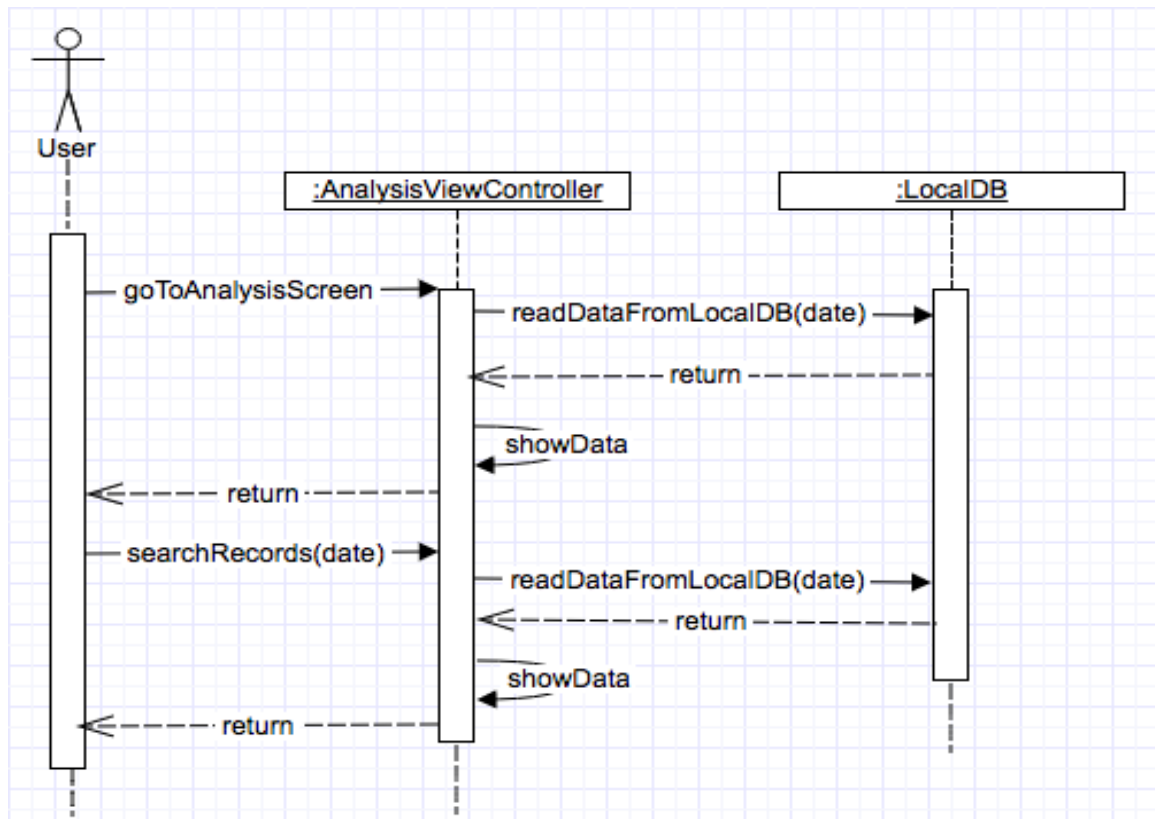 User
:AnalysisViewController
:LocalDB
goToAnalysisScreen
readDataFromLocalDB(date)
return
showData
return
searchRecords(date)
readDataFromLocalDB(date)
return
showData
return